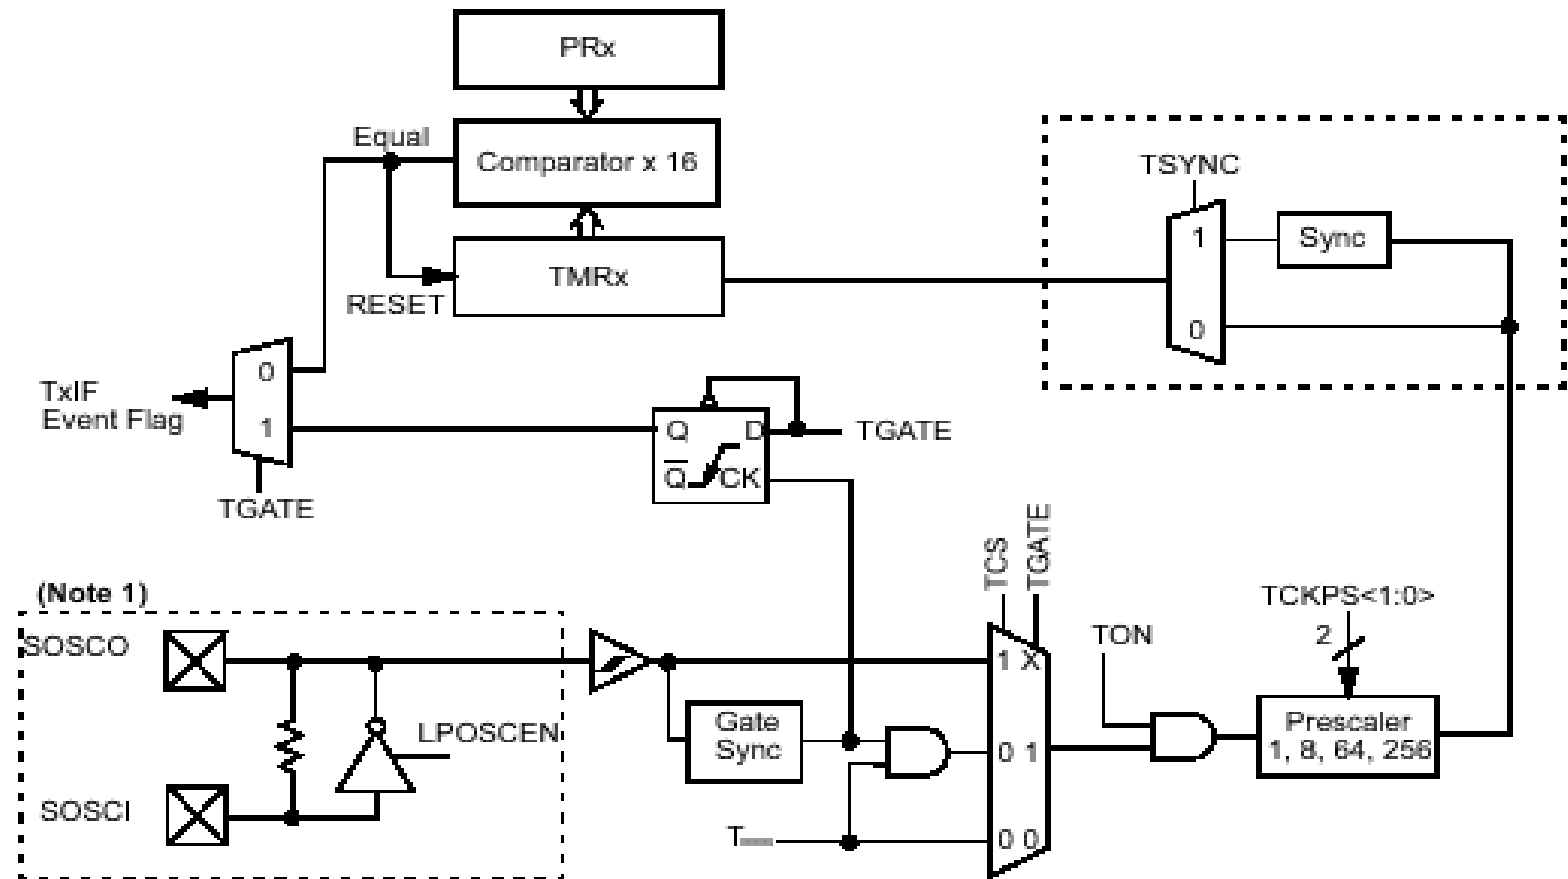 PRx
Equal
Comparator x 16
TSYNC
1
Sync
TMRx
RESET
0
0
TxIF
Event Flag
1
Q
D
TGATE
Q
CK
TGATE
TCS
TGATE
(Note 1)
TCKPS<1:0>
SOSCO
TON
2
1 X
LPOSCEN
Gate
Sync
Prescaler
1, 8, 64, 256
0 1
SOSCI
0 0